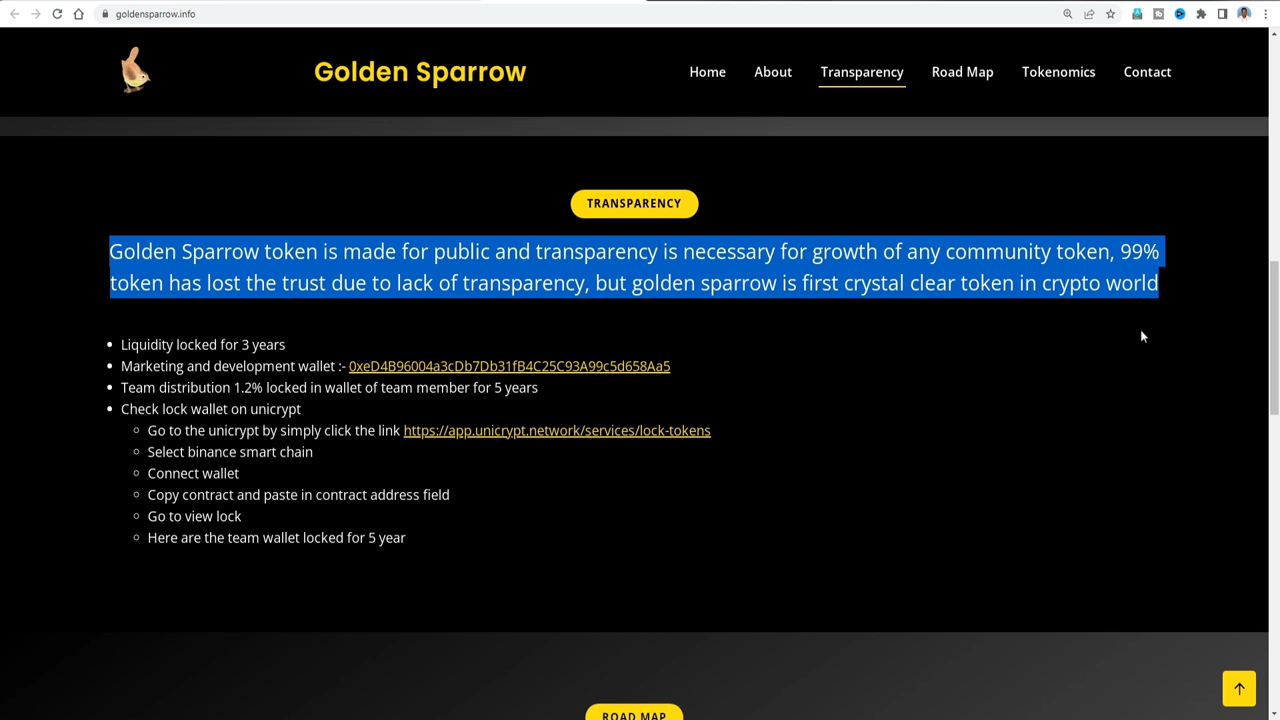 goldensparrow.info
Golden Sparrow
Home About Transparency Road Map Tokenomics Contact
TRANSPARENCY
Golden Sparrow token is made for public and transparency is necessary for growth of any community token, 99%
token has lost the trust due to lack of transparency, but golden sparrow is first crystal clear token in crypto world
Liquidity locked for 3 years
Marketing and development wallet :- 0xeD4B96004a3cDb7Db31fB4C25C93A99c5d658Aa5
Team distribution 1.2% locked in wallet of team member for 5 years
Check lock wallet on unicrypt
Go to the unicrypt by simply click the link https://app.unicrypt.network/services/lock-tokens
Select binance smart chain
Connect wallet
Copy contract and paste in contract address field
Go to view lock
Here are the team wallet locked for 5 year
ROAD MAP